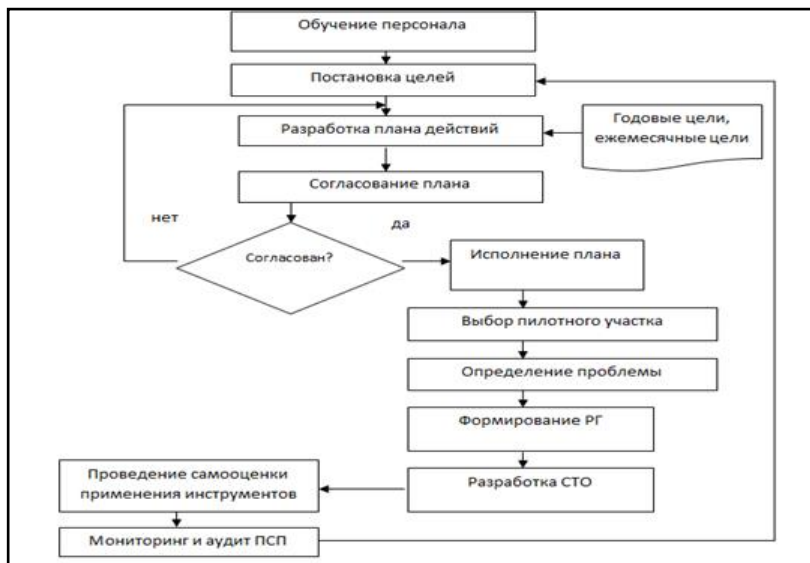 Обучение персонала
Постановка целей
Годовые цели,
ежемесячные цели
Разработка плана действий
Согласование плана
нет
да
Согласован?
Исполнение плана
Выбор пилотного участка
Определение проблемы
Формирование РГ
Разработка СТО
Проведение самооценки
применения инструментов
Мониторинг и аудит ПСП